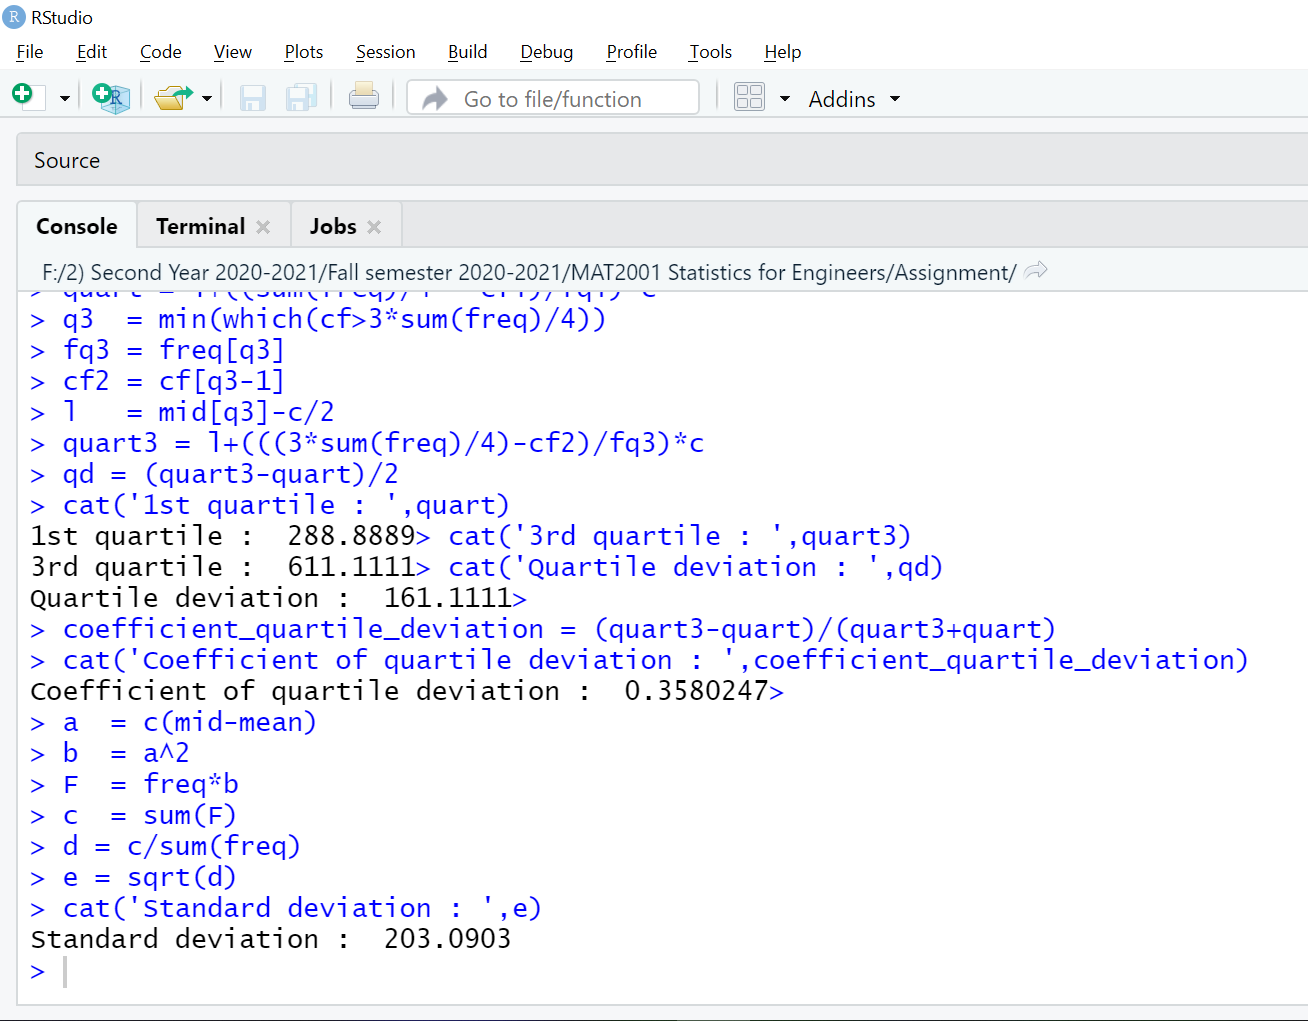 RStudio
File Edit Code View Plots Session Build Debug Profile Tools Help
Go to file/function Addins
Source
Console Terminal Jobs
F:/2) Second Year 2020-2021/Fall semester 2020-2021/MAT2001 Statistics for Engineers/Assignment/
> q3  = min(which(cf>3*sum(freq)/4))
> fq3 = freq[q3]
> cf2 = cf[q3-1]
> l   = mid[q3]-c/2
> quart3 = l+(((3*sum(freq)/4)-cf2)/fq3)*c
> qd = (quart3-quart)/2
> cat('1st quartile : ',quart)
1st quartile :  288.8889> cat('3rd quartile : ',quart3)
3rd quartile :  611.1111> cat('Quartile deviation : ',qd)
Quartile deviation :  161.1111>
> coefficient_quartile_deviation = (quart3-quart)/(quart3+quart)
> cat('Coefficient of quartile deviation : ',coefficient_quartile_deviation)
Coefficient of quartile deviation :  0.3580247>
> a  = c(mid-mean)
> b  = a^2
> F  = freq*b
> c  = sum(F)
> d = c/sum(freq)
> e = sqrt(d)
> cat('Standard deviation : ',e)
Standard deviation :  203.0903
>